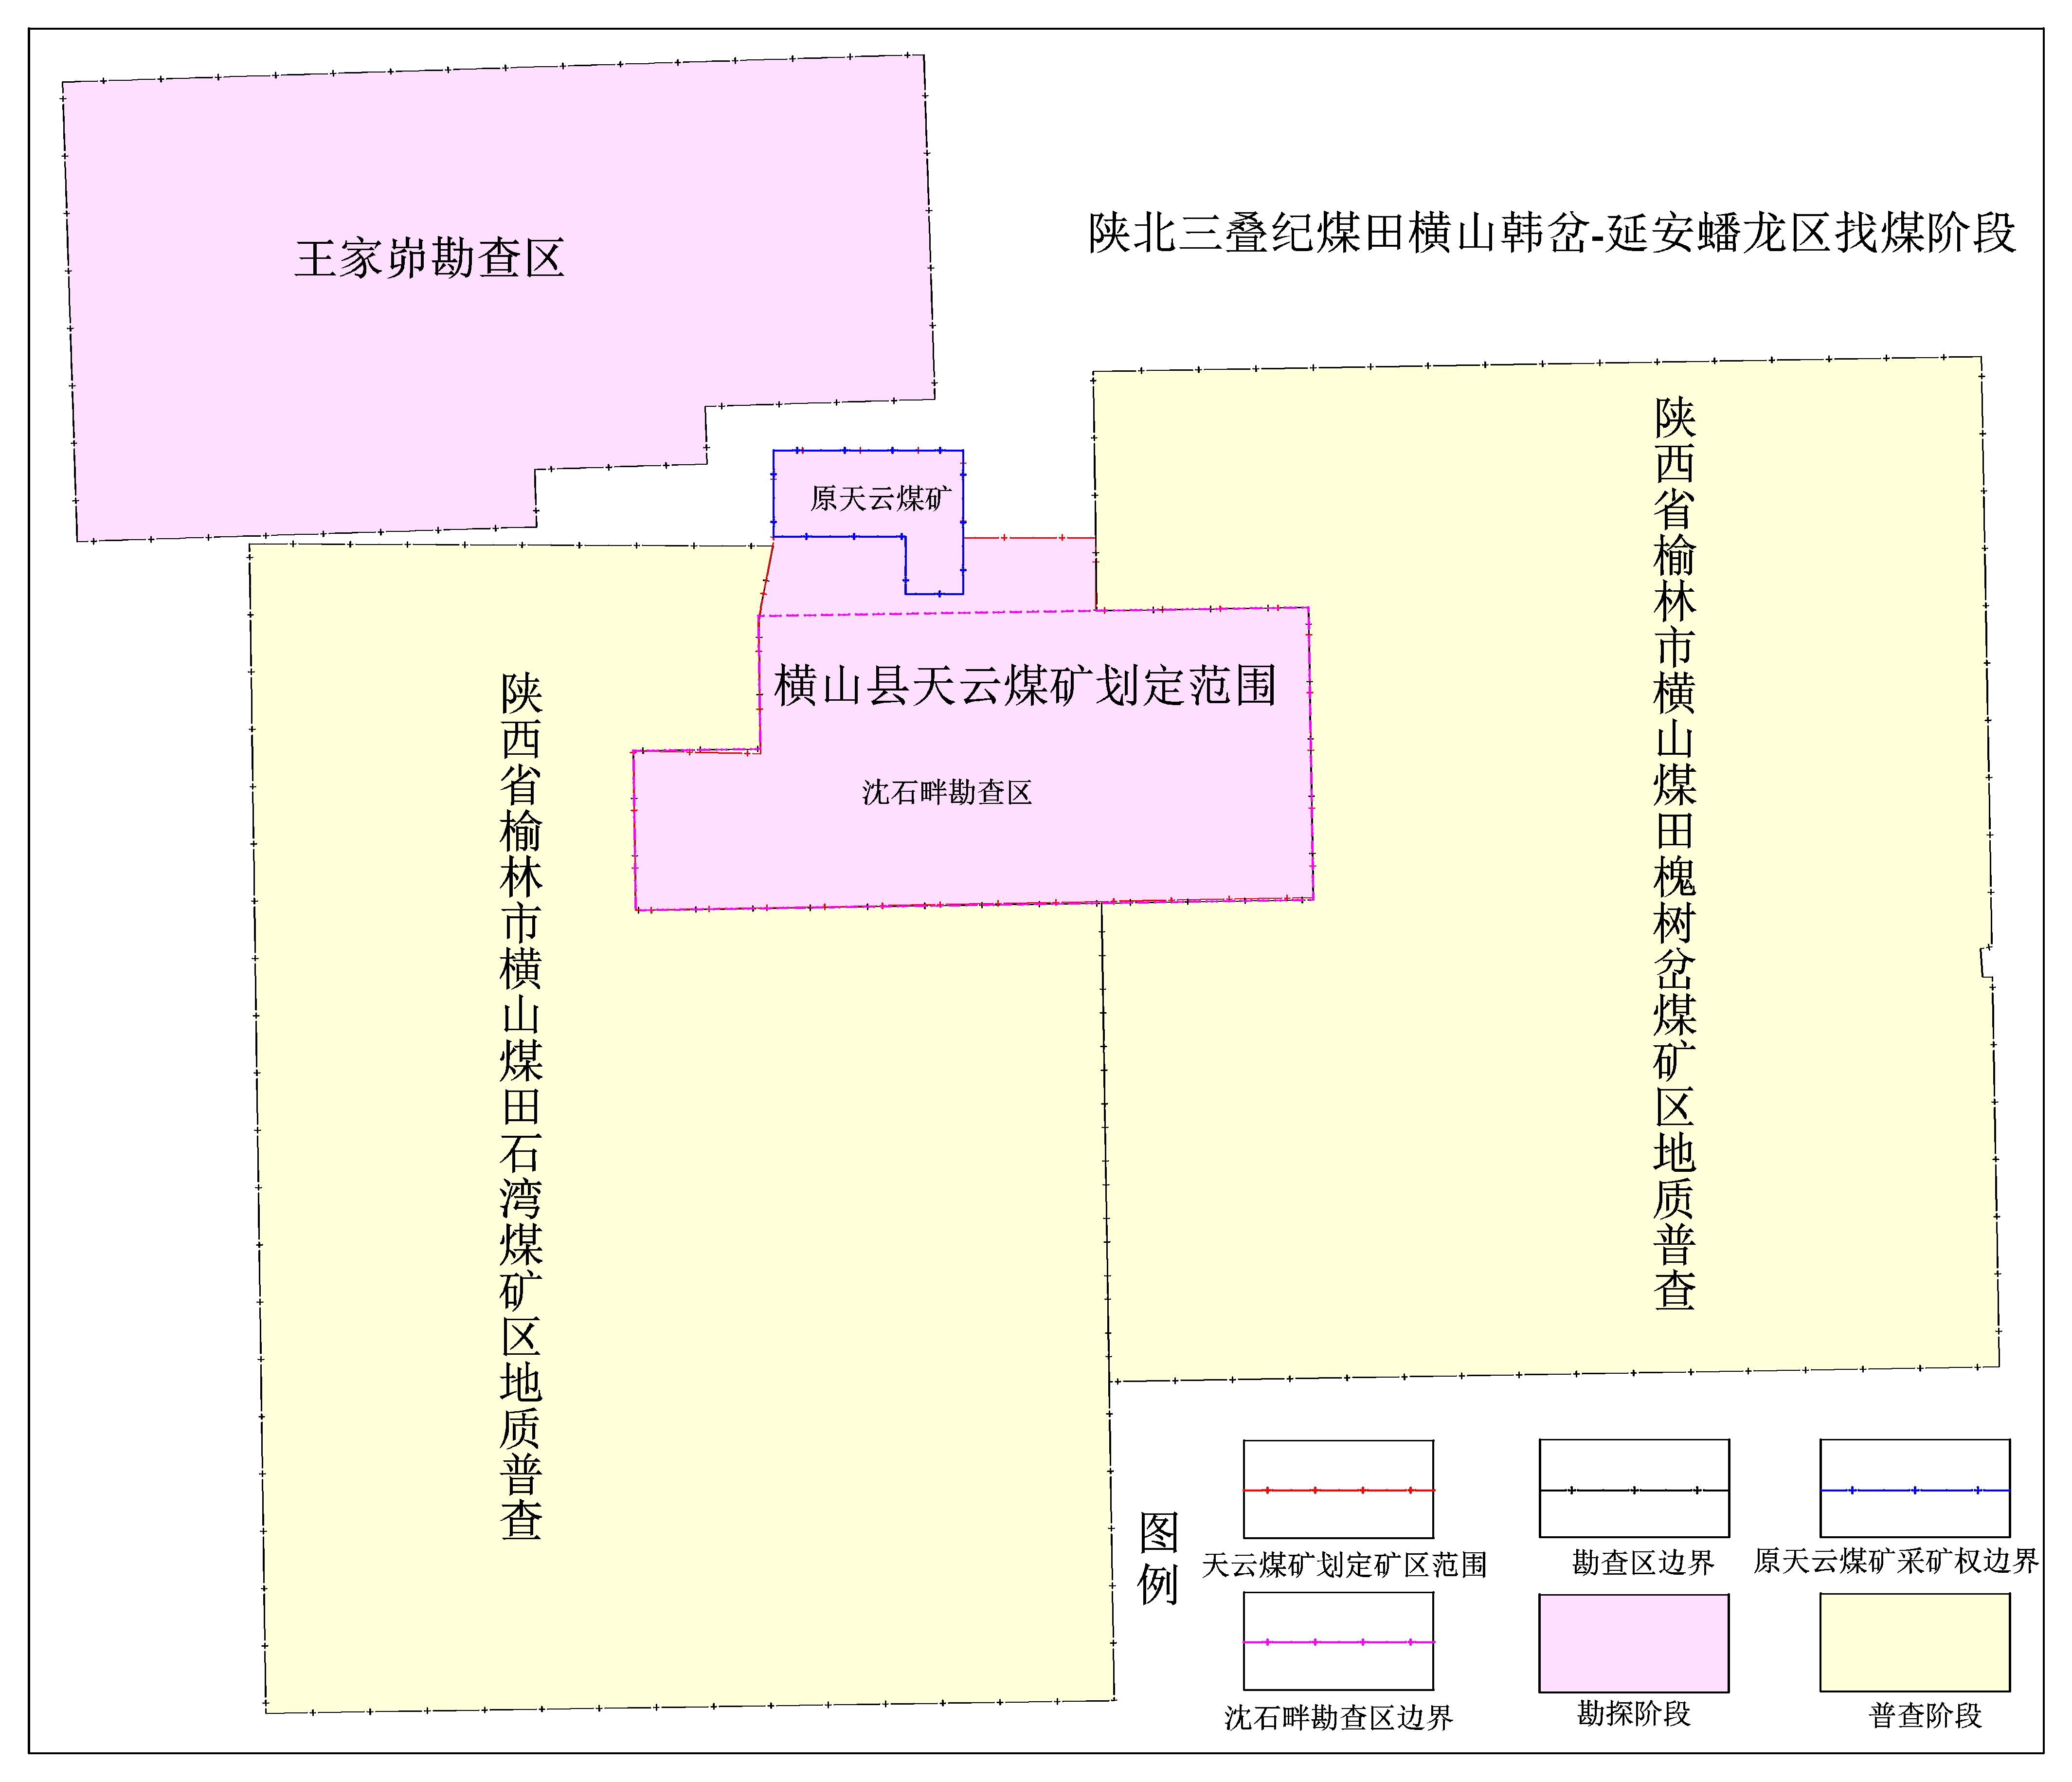 王家峁勘查区
陕北三叠纪煤田横山韩岔-延安蟠龙区找煤阶段
原天云煤矿
横山县天云煤矿划定范围
沈石畔勘查区
陕西省榆林市横山煤田石湾煤矿区地质普查
陕西省榆林市横山煤田槐树岔煤矿区地质普查
图例
天云煤矿划定矿区范围
勘查区边界
原天云煤矿采矿权边界
沈石畔勘查区边界
勘探阶段
普查阶段